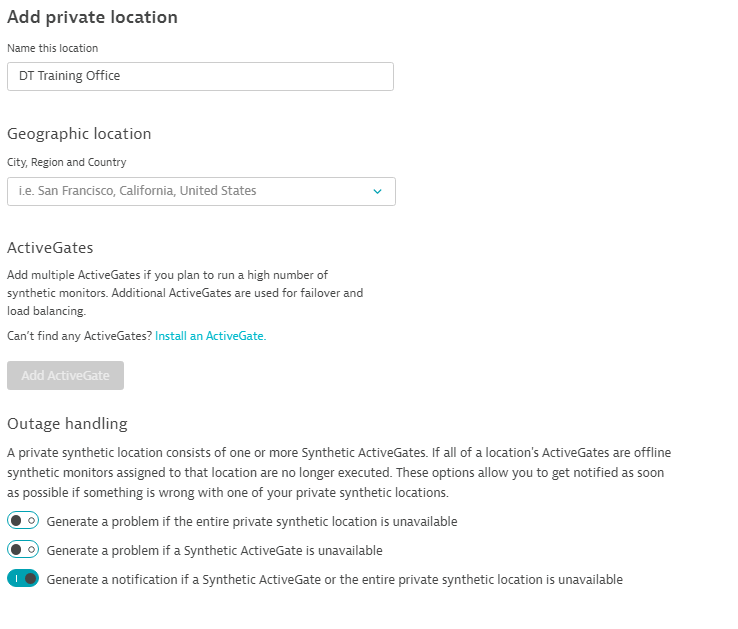 Add private location
Name this location
DT Training Office
Geographic location
City, Region and Country
i.e. San Francisco, California, United States
ActiveGates
Add multiple ActiveGates if you plan to run a high number of
synthetic monitors. Additional ActiveGates are used for failover and
load balancing.
Can't find any ActiveGates? Install an ActiveGate.
Add ActiveGate
Outage handling
A private synthetic location consists of one or more Synthetic ActiveGates. If all of a location's ActiveGates are offline
synthetic monitors assigned to that location are no longer executed. These options allow you to get notified as soon
as possible if something is wrong with one of your private synthetic locations.
Generate a problem if the entire private synthetic location is unavailable
Generate a problem if a Synthetic ActiveGate is unavailable
Generate a notification if a Synthetic ActiveGate or the entire private synthetic location is unavailable